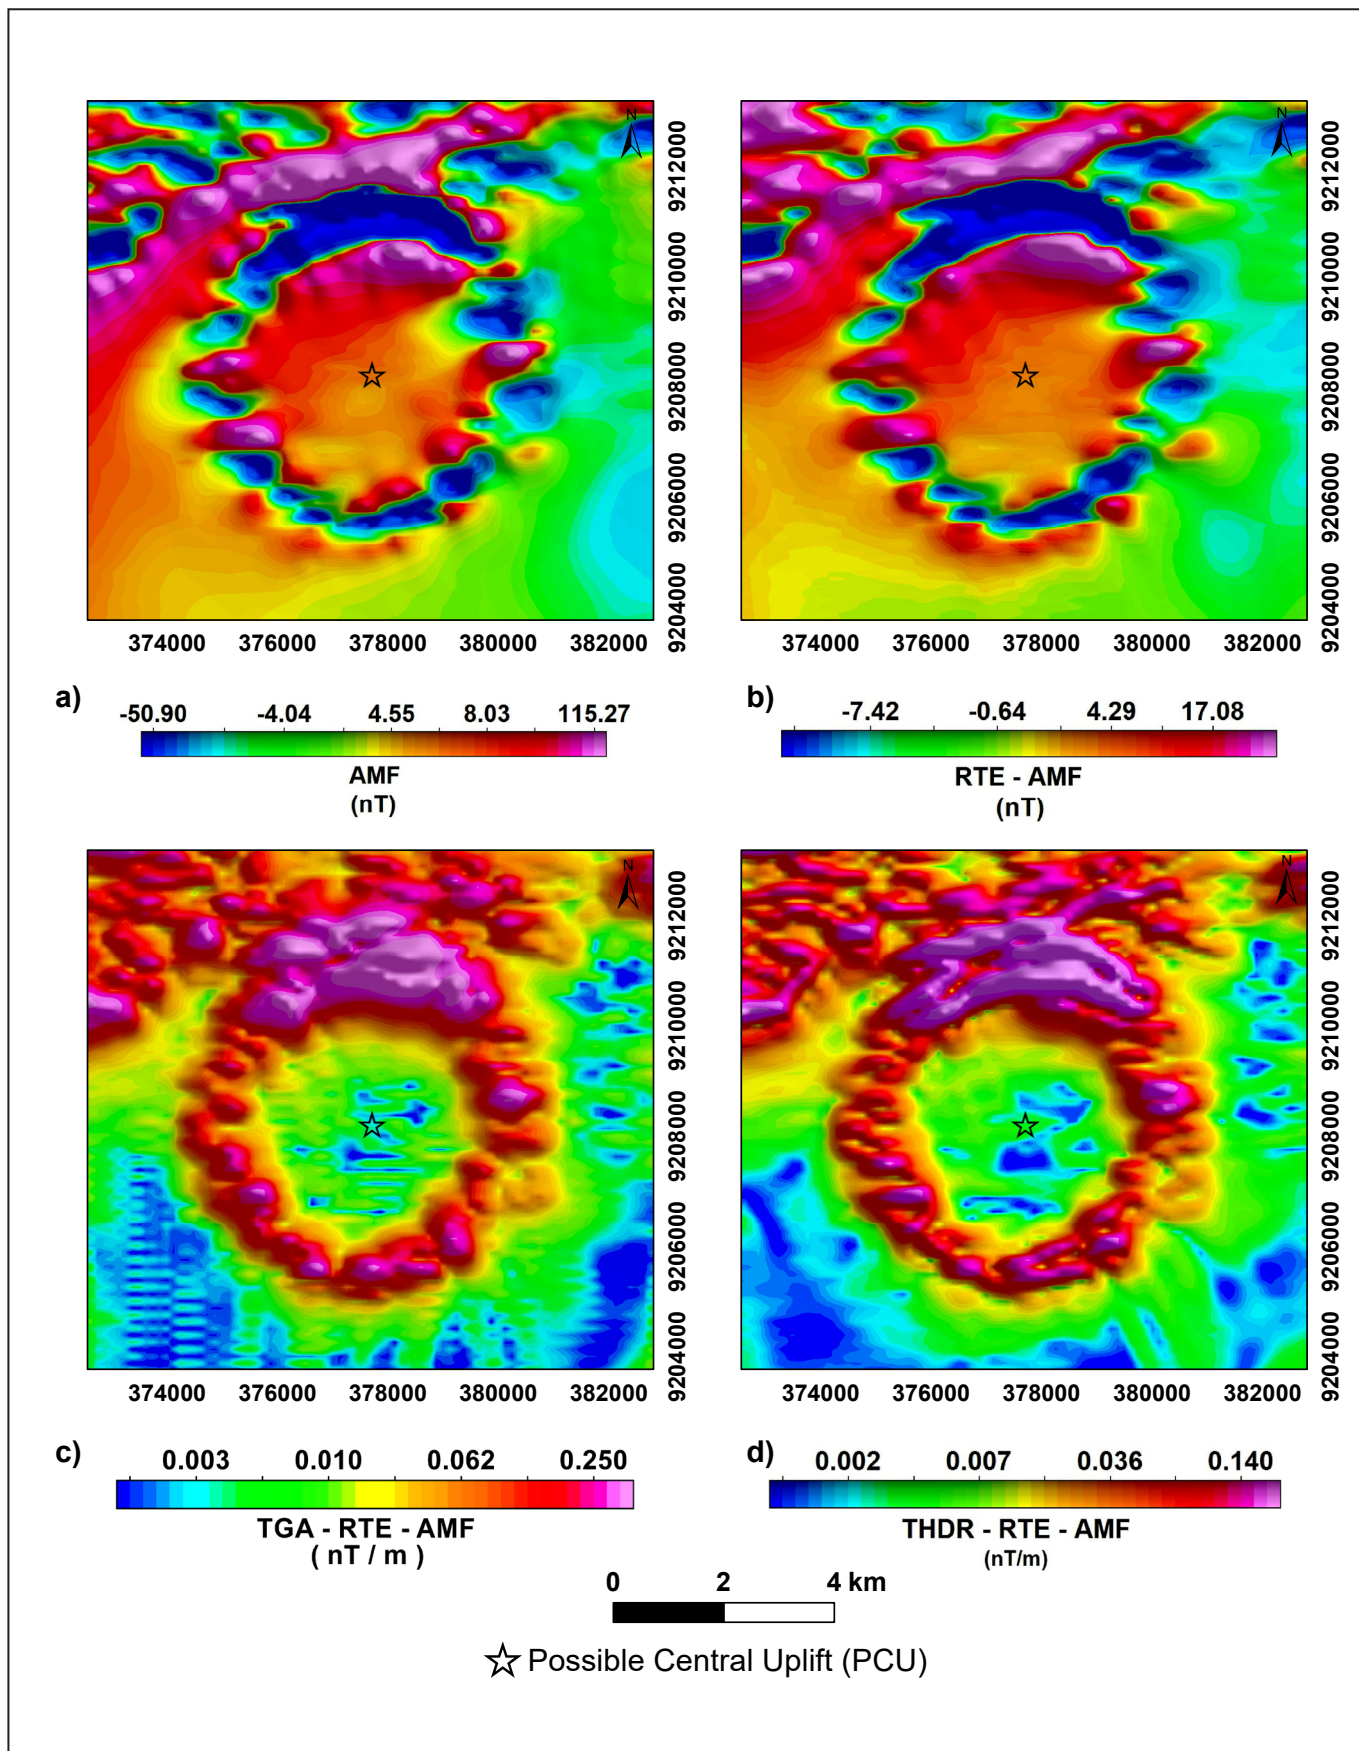 N
N
9212000
9210000
9208000
9206000
9204000
9212000
9210000
9208000
9206000
9204000
374000 376000 378000 380000 382000
374000 376000 378000 380000 382000
a)
-50.90 -4.04 4.55 8.03 115.27
AMF
(nT)
b)
-7.42 -0.64 4.29 17.08
RTE - AMF
(nT)
N
N
9212000
9210000
9208000
9206000
9204000
9212000
9210000
9208000
9206000
9204000
374000 376000 378000 380000 382000
374000 376000 378000 380000 382000
c)
0.003 0.010 0.062 0.250
TGA - RTE - AMF
( nT / m )
d)
0.002 0.007 0.036 0.140
THDR - RTE - AMF
(nT/m)
0 2 4 km
Possible Central Uplift (PCU)